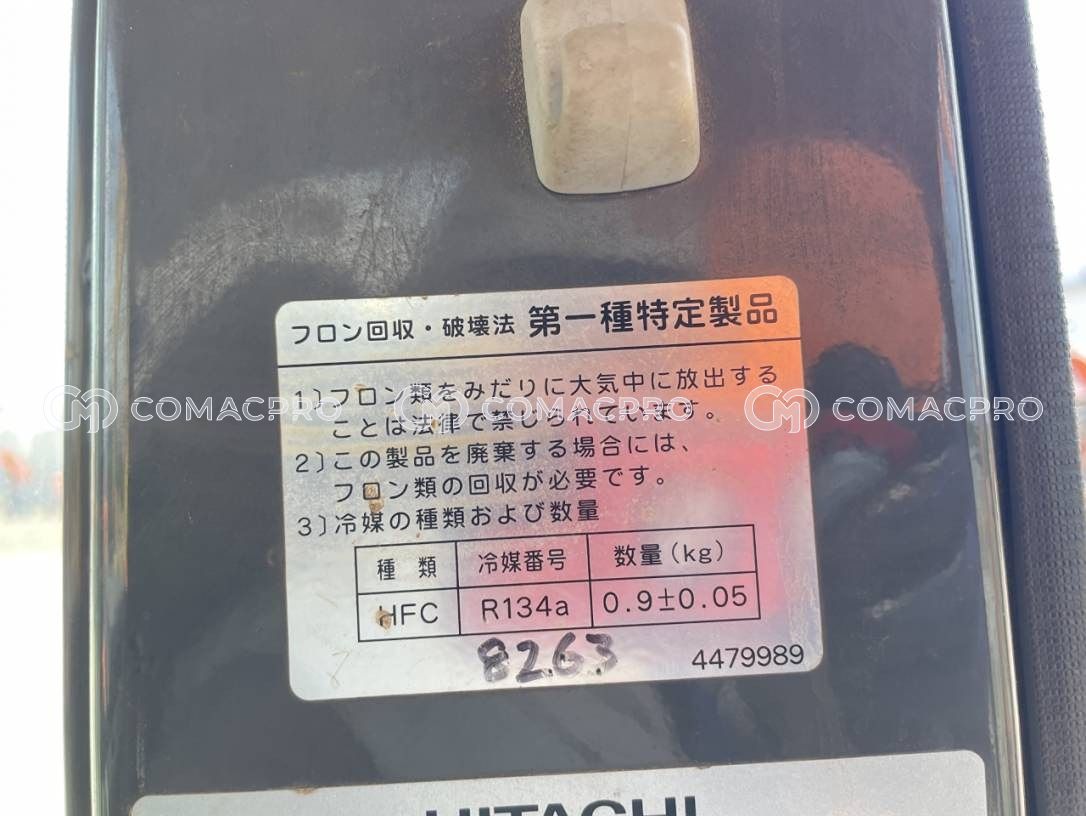 フロン回収・破壊法 第一種特定製品
1)フロン類をみだりに大気中に放出する
COMACPRO COMACPRO COMACPRO
ことは法律で禁じられています。
2)この製品を廃棄する場合には、
フロン類の回収が必要です。
3)冷媒の種類および数量
種 類 冷媒番号 数量(kg)
HFC R134a 0.9±0.05
8263 4479989
HITACHI